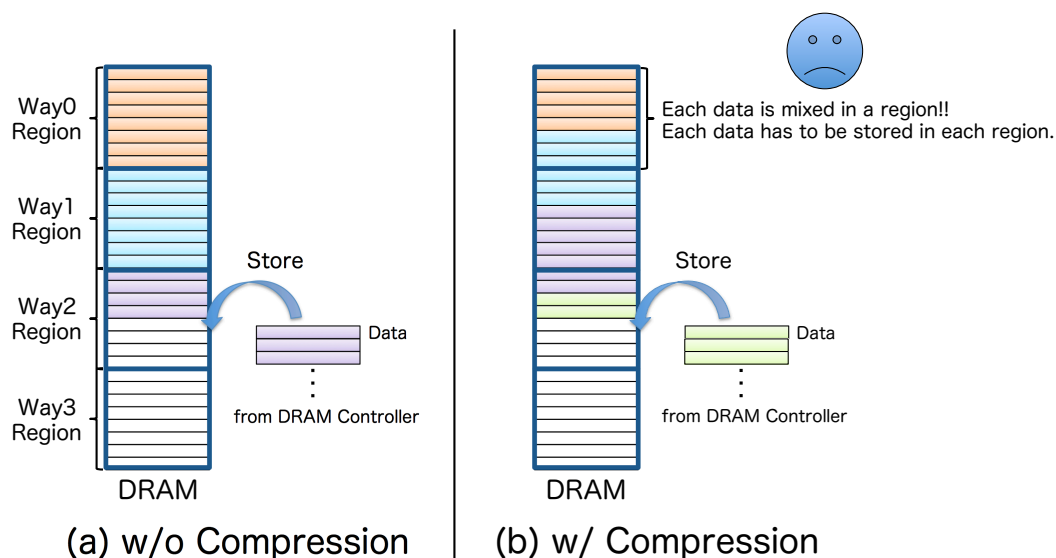 Way0
Region
Way1
Region
Way2
Region
Way3
Region
Store
Data
from DRAM Controller
DRAM
(a) w/o Compression
Each data is mixed in a region!!
Each data has to be stored in each region.
Store
Data
from DRAM Controller
DRAM
(b) w/ Compression